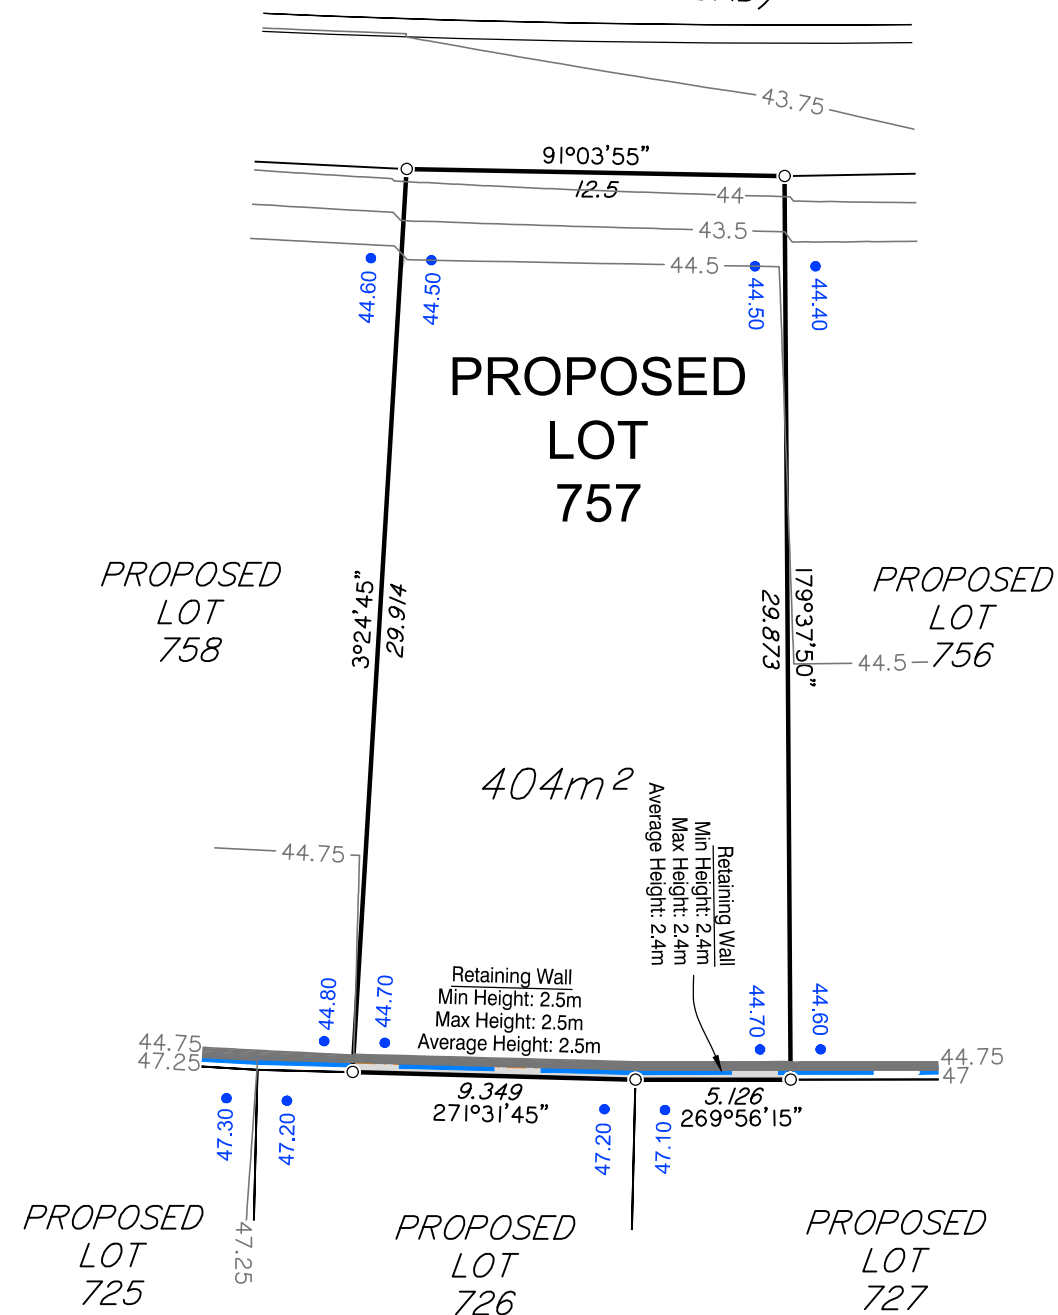 43.75
91°03'55"
12.5
44
43.5
44.5
44.60
44.50
44.50
44.40
PROPOSED
LOT
757
PROPOSED
LOT
758
3°24'45"
29.914
29.873
179°37'50"
PROPOSED
LOT
756
44.5
404m²
44.75
Retaining Wall
Min Height: 2.4m
Max Height: 2.4m
Average Height: 2.4m
Retaining Wall
Min Height: 2.5m
Max Height: 2.5m
Average Height: 2.5m
44.80
44.70
44.70
44.60
44.75
47.25
44.75
47
9.349
271°31'45"
5.126
269°56'15"
47.30
47.20
47.20
47.10
47.25
PROPOSED
LOT
725
PROPOSED
LOT
726
PROPOSED
LOT
727